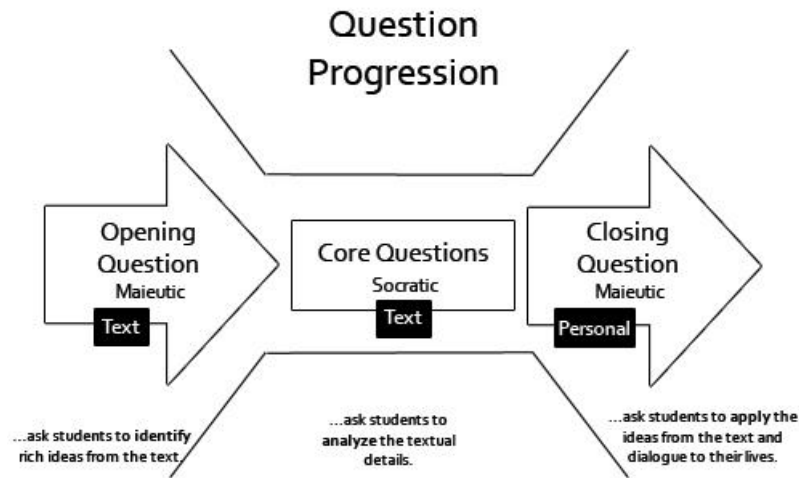 Question
Progression
Opening
Question
Maieutic
Text
...ask students to identify
rich ideas from the text.
Core Questions
Socratic
Text
...ask students to
analyze the textual
details.
Closing
Question
Maieutic
Personal
...ask students to apply the
ideas from the text and
dialogue to their lives.